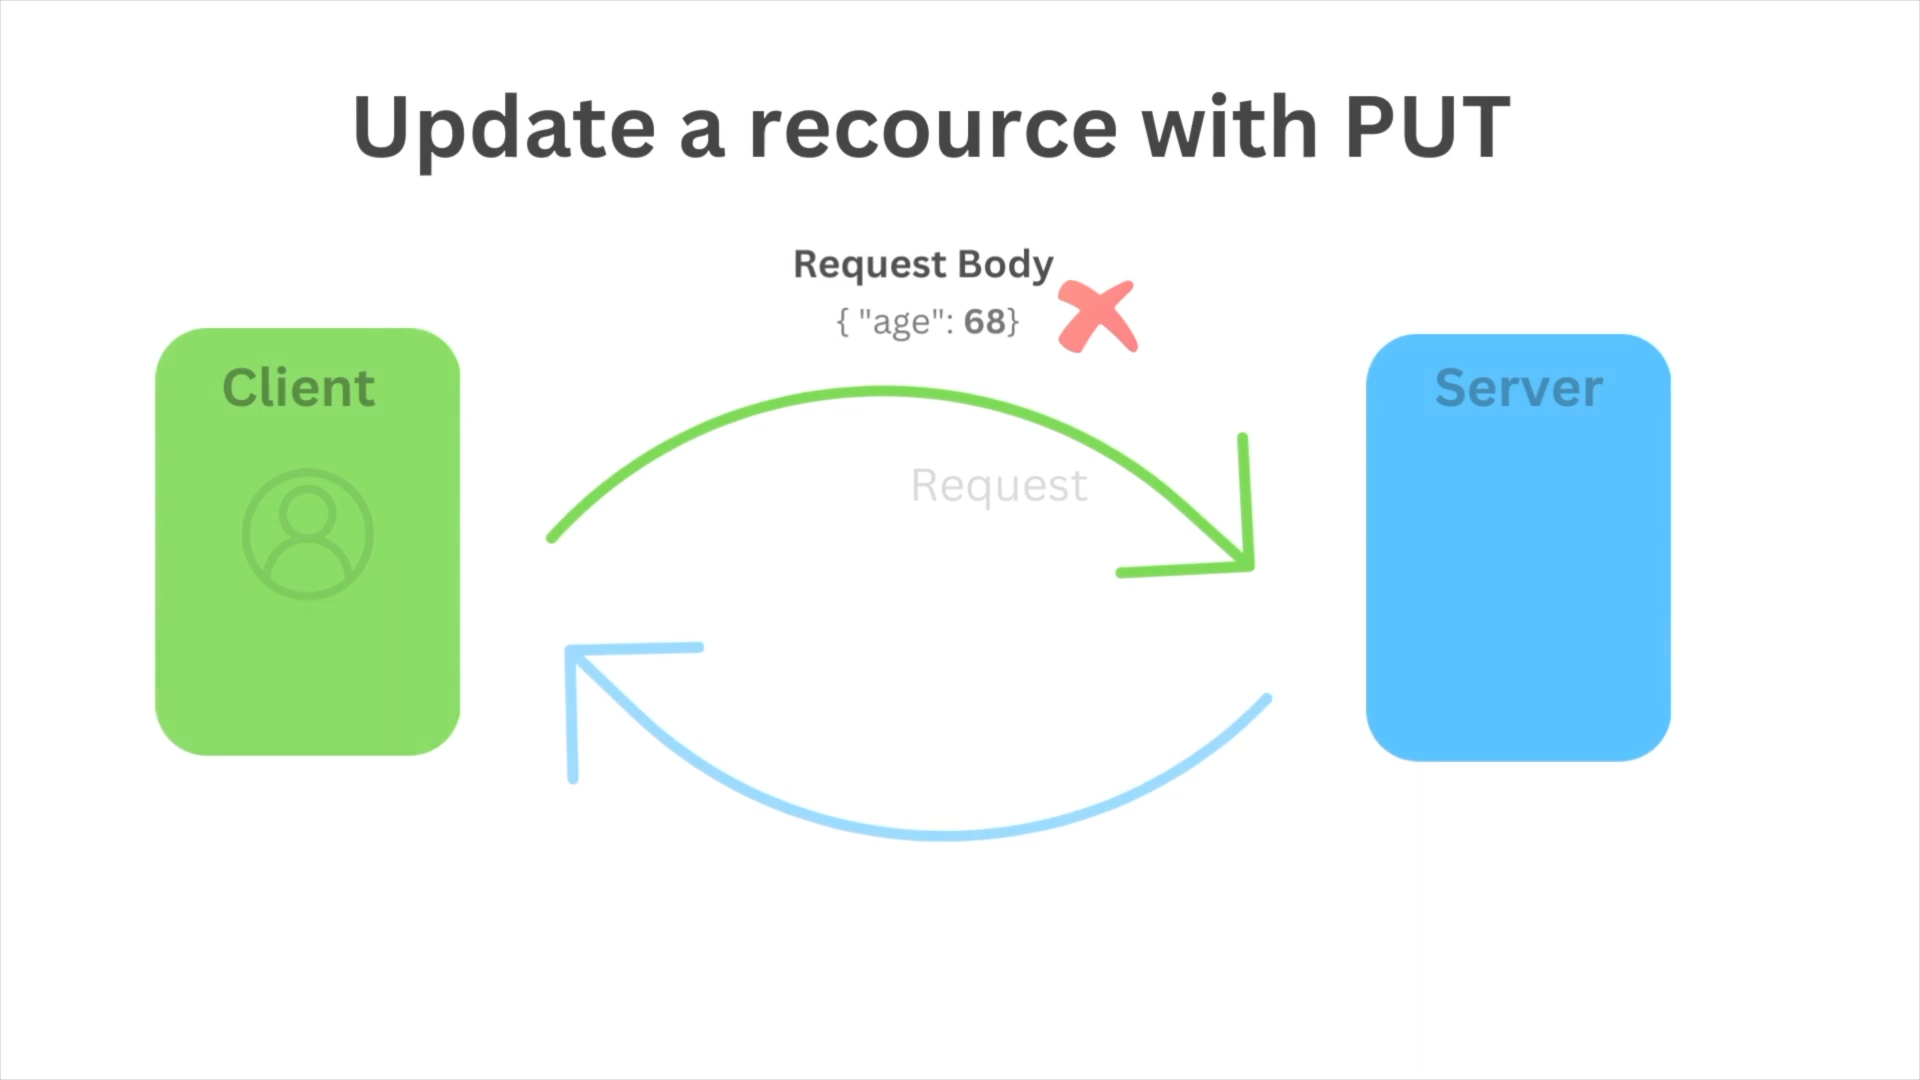 Update a recource with PUT
Request Body
{ "age": 68}
Client
Server
Request